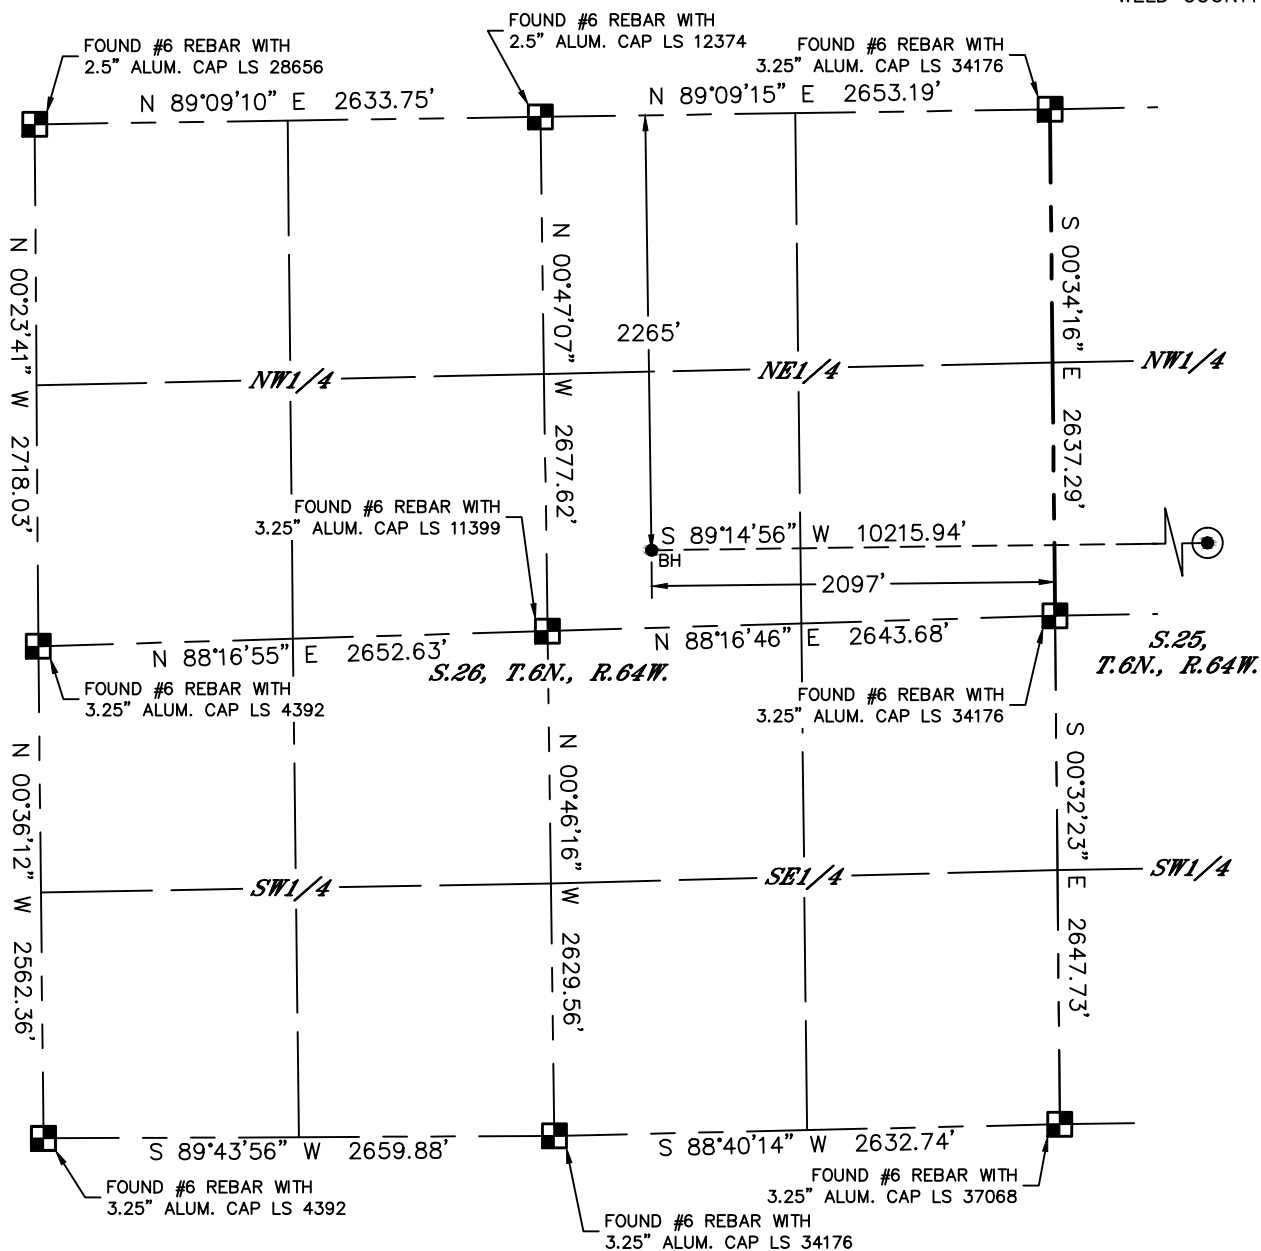 FOUND #6 REBAR WITH
2.5" ALUM. CAP LS 28656
FOUND #6 REBAR WITH
2.5" ALUM. CAP LS 12374
FOUND #6 REBAR WITH
3.25" ALUM. CAP LS 34176
N 89°09'10" E 2633.75'
N 89°09'15" E 2653.19'
N 00°23'41" W 2718.03'
N 00°47'07" W 2677.62'
S 00°34'16" E 2637.29'
2265'
NW1/4
NE1/4
NW1/4
FOUND #6 REBAR WITH
3.25" ALUM. CAP LS 11399
S 89°14'56" W 10215.94'
BH
2097'
N 88°16'55" E 2652.63'
N 88°16'46" E 2643.68'
S.26, T.6N., R.64W.
S.25,
T.6N., R.64W.
FOUND #6 REBAR WITH
3.25" ALUM. CAP LS 4392
FOUND #6 REBAR WITH
3.25" ALUM. CAP LS 34176
N 00°36'12" W 2562.36'
N 00°46'16" W 2629.56'
S 00°32'23" E 2647.73'
SW1/4
SE1/4
SW1/4
S 89°43'56" W 2659.88'
S 88°40'14" W 2632.74'
FOUND #6 REBAR WITH
3.25" ALUM. CAP LS 4392
FOUND #6 REBAR WITH
3.25" ALUM. CAP LS 37068
FOUND #6 REBAR WITH
3.25" ALUM. CAP LS 34176